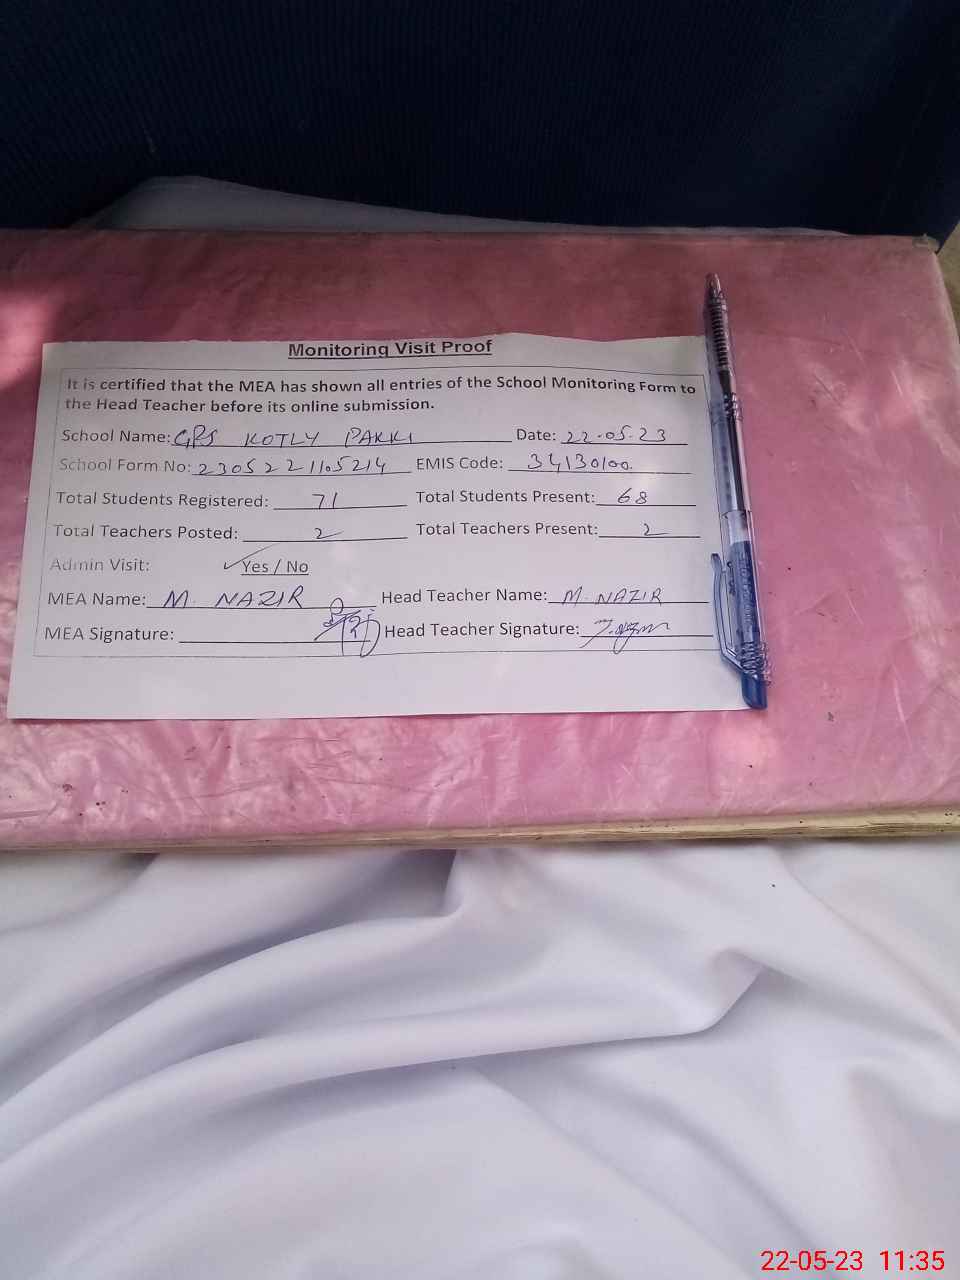 Monitoring Visit Proof
It is certified that the MEA has shown all entries of the School Monitoring Form to
the Head Teacher before its online submission.
School Name: GPS KOTLY PAKKI Date: 22-05-23
School Form No: 2305221105214 EMIS Code: 34130100
Total Students Registered: 71 Total Students Present: 68
Total Teachers Posted: 2 Total Teachers Present: 2
Admin Visit: Yes / No
MEA Name: M. NAZIR Head Teacher Name: M. NAZIR
MEA Signature: Head Teacher Signature:
22-05-23 11:35